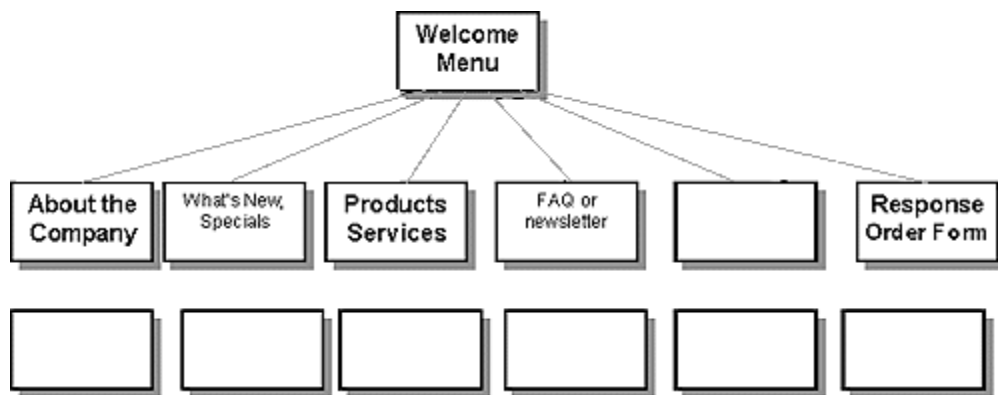 Welcome
Menu
About the
Company
What's New,
Specials
Products
Services
FAQ or
newsletter
Response
Order Form